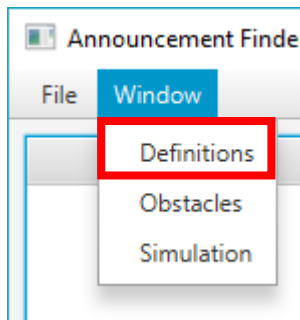 Announcement Finde
File Window
Definitions
Obstacles
Simulation